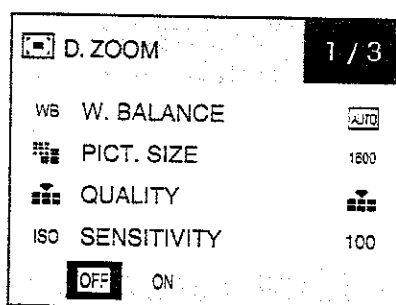 D. ZOOM 1 / 3
WB W. BALANCE AUTO
PICT. SIZE 1600
QUALITY
ISO SENSITIVITY 100
OFF ON